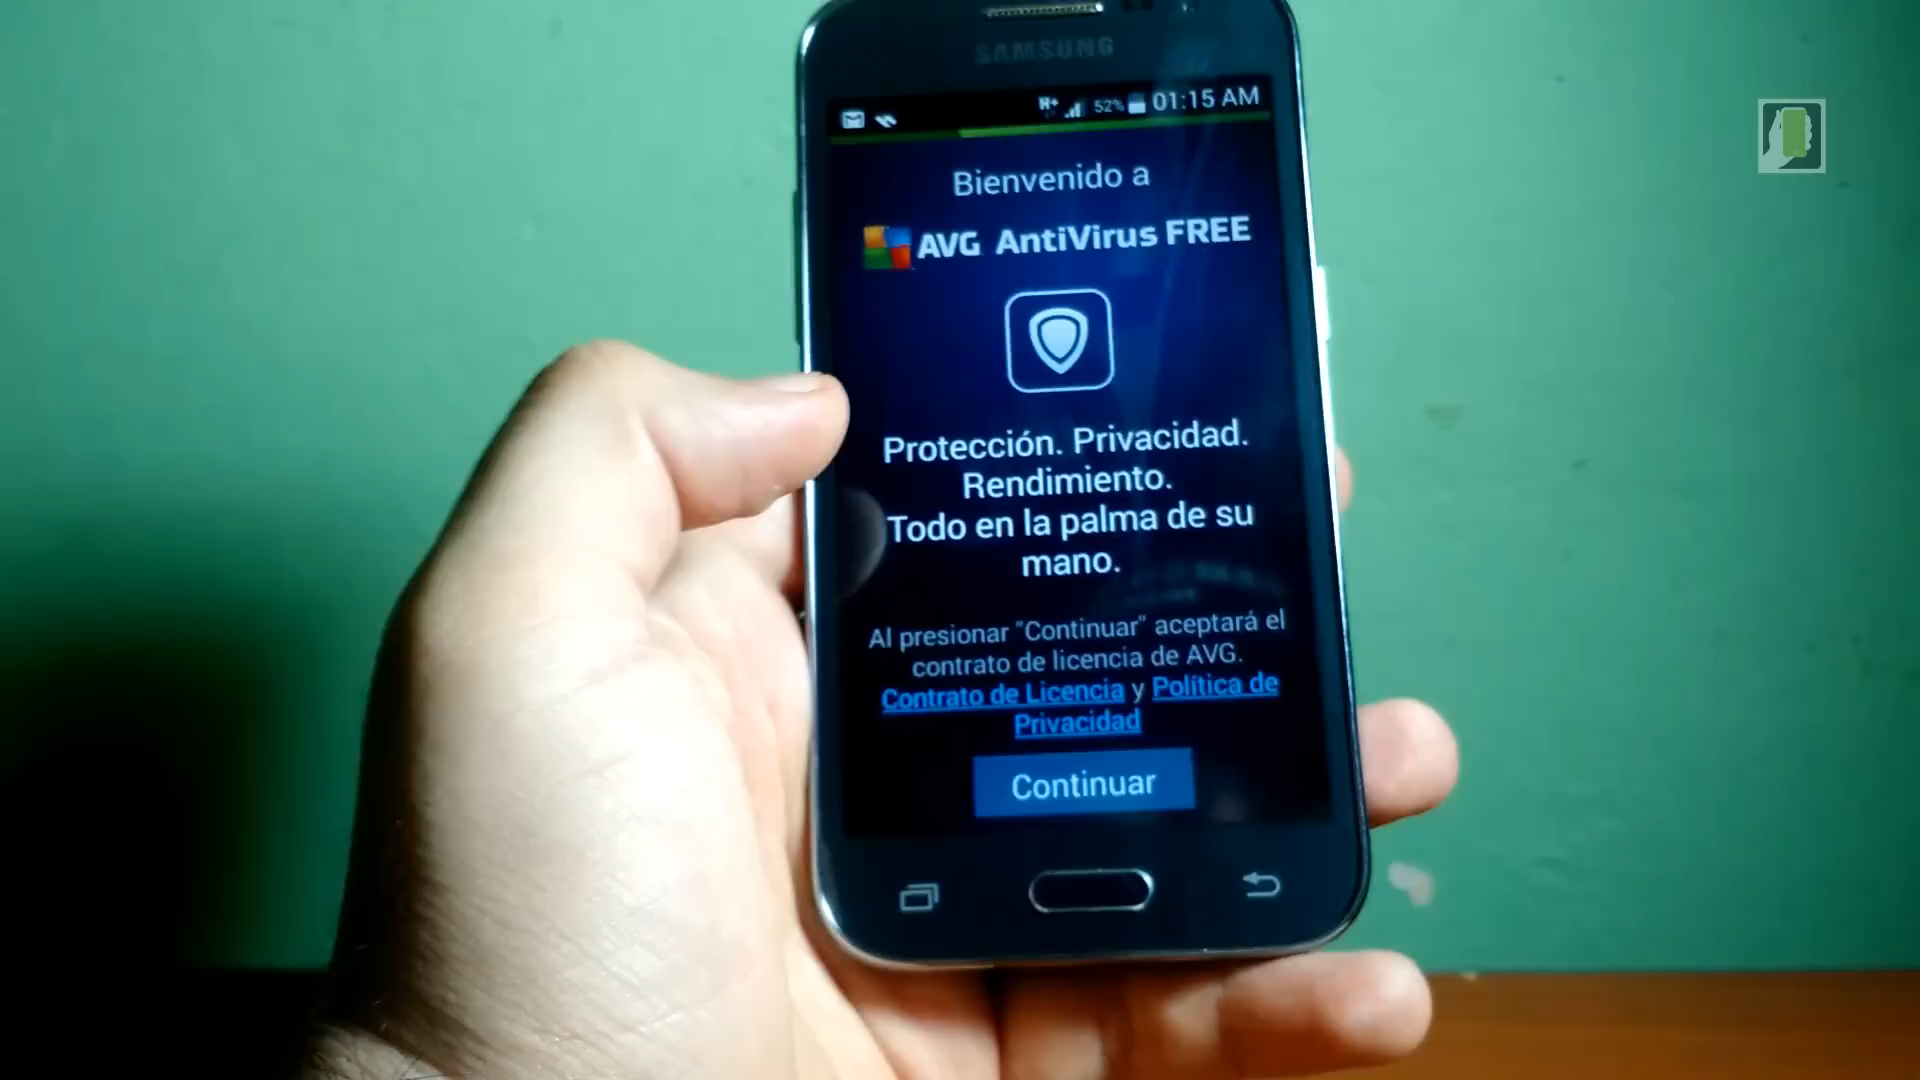 SAMSUNG
H+ 52% 01:15 AM
Bienvenido a
AVG AntiVirus FREE
Protección. Privacidad.
Rendimiento.
Todo en la palma de su
mano.
Al presionar "Continuar" aceptará el
contrato de licencia de AVG.
Contrato de Licencia y Política de
Privacidad
Continuar